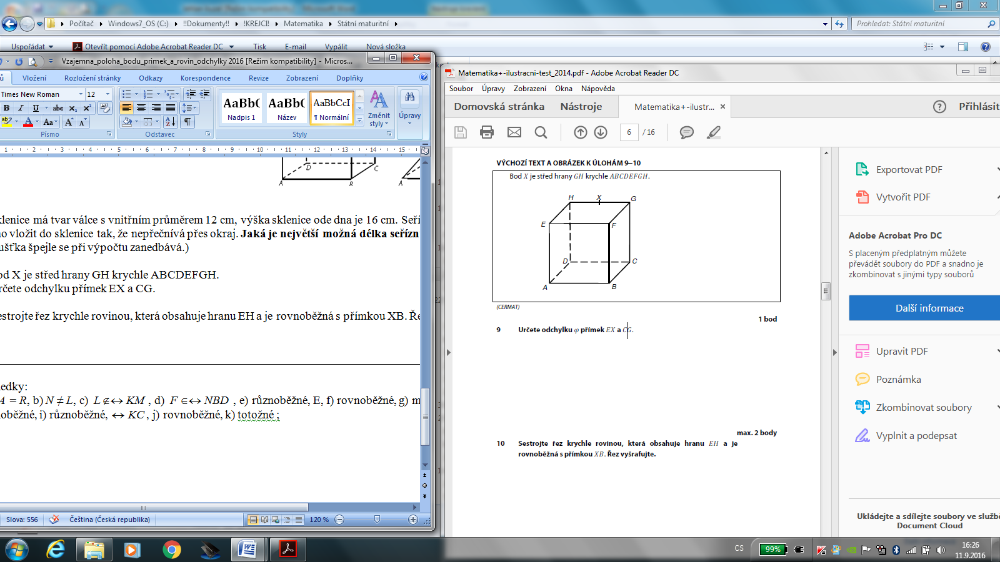 Počítač
Windows7_OS (C:)
!!Dokumenty!!
!KREJCI!
Matematika
Státní maturitní
Prohledat: Státní maturitní
Uspořádat
Otevřít pomocí Adobe Acrobat Reader DC
Tisk
E-mail
Vypálit
Nová složka
Vzajemna_poloha_bodu_primek_a_rovin_odchylky 2016 [Režim kompatibility] - Micros...
Vložení
Rozložení stránky
Odkazy
Korespondence
Revize
Zobrazení
Doplňky
Times New Roman
12
AaBbC
Nadpis 1
AaBbC
Název
AaBbCcI
¶ Normální
Změnit styly
Úpravy
Písmo
Odstavec
Styly
1 2 3 4 5 6 7 8 9 10 11 12 13 14 15
D C
A B A
klenice má tvar válce s vnitřním průměrem 12 cm, výška sklenice ode dna je 16 cm. Seří
no vložit do sklenice tak, že nepřečnívá přes okraj. Jaká je největší možná délka seřízn
oušťka špejle se při výpočtu zanedbává.)
od X je střed hrany GH krychle ABCDEFGH.
rčete odchylku přímek EX a CG.
estrojte řez krychle rovinou, která obsahuje hranu EH a je rovnoběžná s přímkou XB. Ře
ledky:
A = R, b) N ≠ L, c) L ∉↔ KM , d) F ∈↔ NBD , e) různoběžné, E, f) rovnoběžné, g) m
noběžné, i) různoběžné, ↔ KC , j) rovnoběžné, k) totožné ;
Slova: 556
Čeština (Česká republika)
120 %
Matematika+-ilustracni-test_2014.pdf - Adobe Acrobat Reader DC
Soubor Úpravy Zobrazení Okna Nápověda
Domovská stránka
Nástroje
Matematika+-ilustr...
Přihlásit
6 / 16
VÝCHOZÍ TEXT A OBRÁZEK K ÚLOHÁM 9–10
Bod X je střed hrany GH krychle ABCDEFGH.
H X G
E F
D C
A B
(CERMAT)
1 bod
9 Určete odchylku φ přímek EX a CG.
max. 2 body
10 Sestrojte řez krychle rovinou, která obsahuje hranu EH a je
rovnoběžná s přímkou XB. Řez vyšrafujte.
Exportovat PDF
Vytvořit PDF
Adobe Acrobat Pro DC
S placeným předplatným můžete
převádět soubory do PDF a snadno je
zkombinovat s jinými typy souborů
Další informace
Upravit PDF
Poznámka
Zkombinovat soubory
Vyplnit a podepsat
Ukládejte a sdílejte soubory ve službě
Document Cloud
CS
99%
16:26
11.9.2016